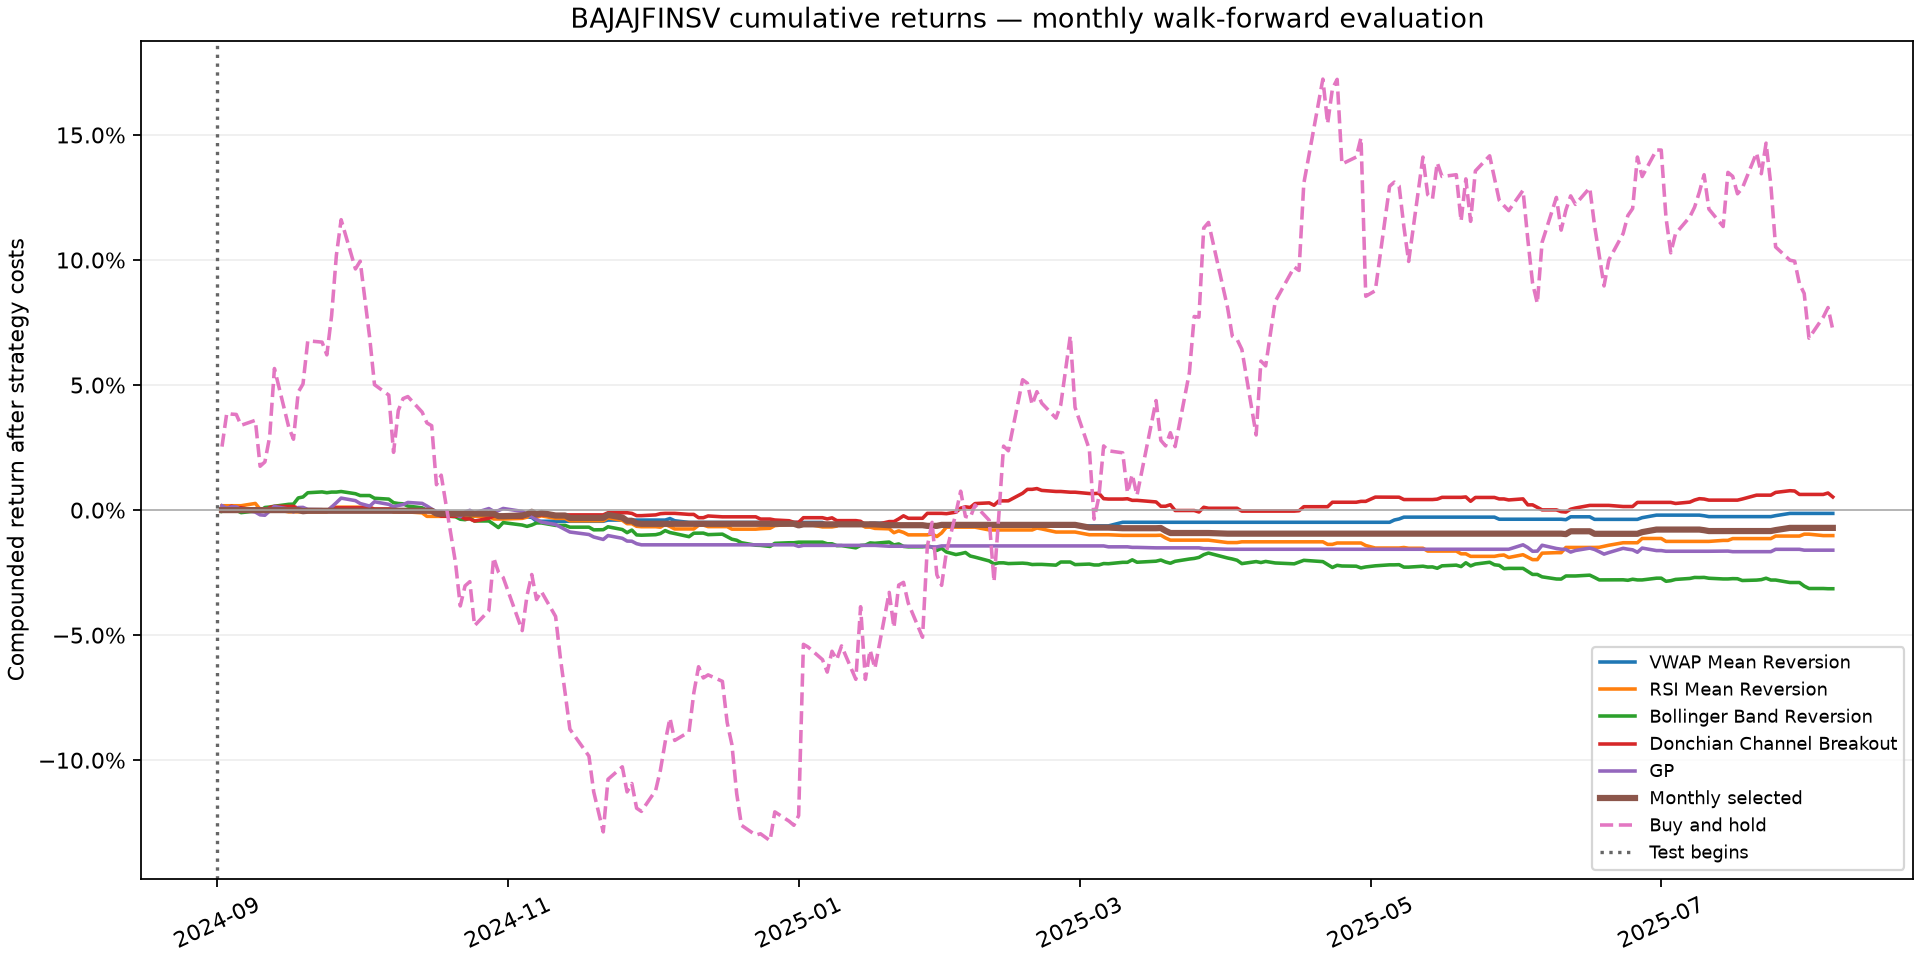 BAJAJFINSV cumulative returns — monthly walk-forward evaluation
Compounded return after strategy costs
15.0%
10.0%
5.0%
0.0%
−5.0%
−10.0%
2024-09
2024-11
2025-01
2025-03
2025-05
2025-07
VWAP Mean Reversion
RSI Mean Reversion
Bollinger Band Reversion
Donchian Channel Breakout
GP
Monthly selected
Buy and hold
Test begins